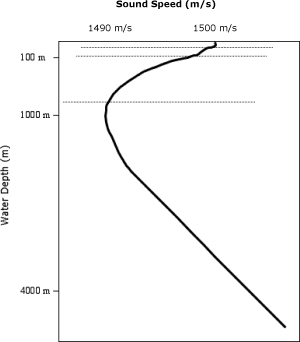 Sound Speed (m/s)
1490 m/s 1500 m/s
100 m
1000 m
Water Depth (m)
4000 m